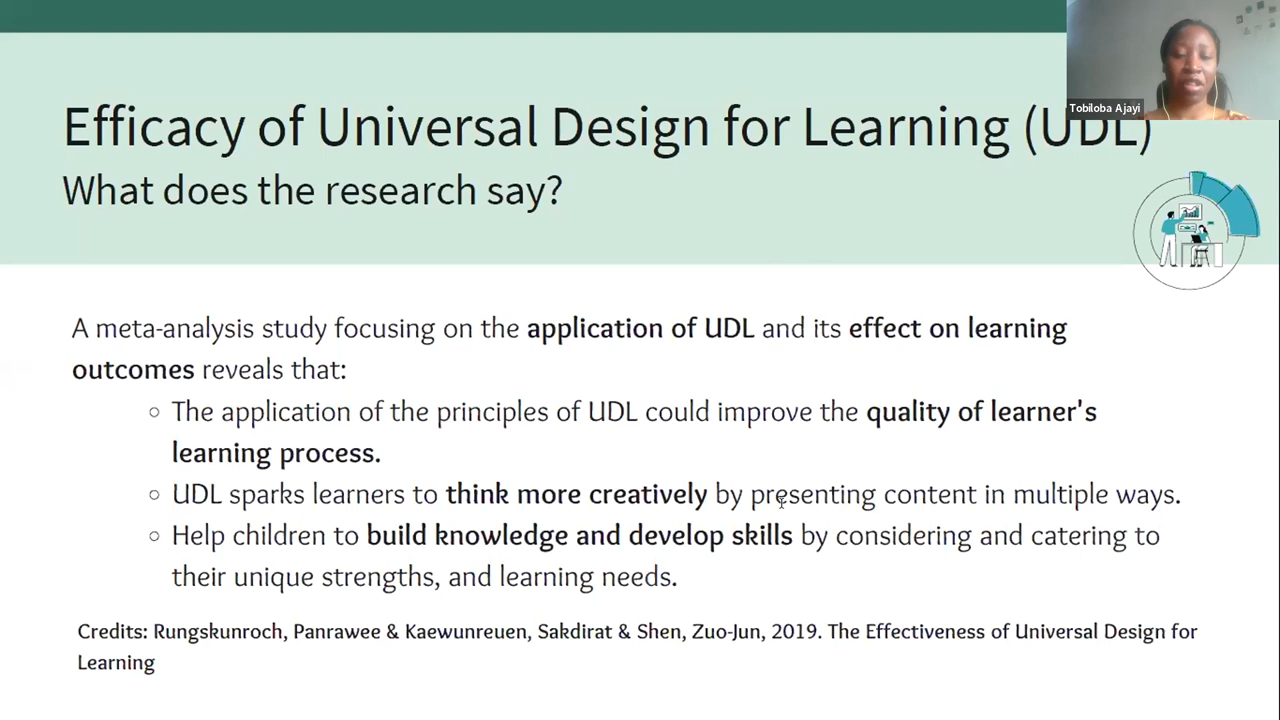 Efficacy of Universal Design for Learning (UDL)
Tobiloba Ajayi
What does the research say?
A meta-analysis study focusing on the application of UDL and its effect on learning
outcomes reveals that:
The application of the principles of UDL could improve the quality of learner's
learning process.
UDL sparks learners to think more creatively by presenting content in multiple ways.
Help children to build knowledge and develop skills by considering and catering to
their unique strengths, and learning needs.
Credits: Rungskunroch, Panrawee & Kaewunreuen, Sakdirat & Shen, Zuo-Jun, 2019. The Effectiveness of Universal Design for
Learning